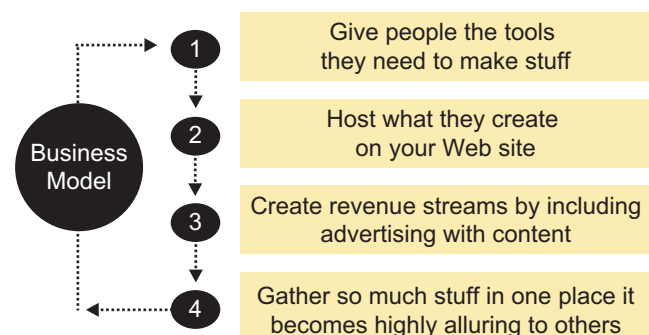 Business
Model
1
Give people the tools
they need to make stuff
2
Host what they create
on your Web site
3
Create revenue streams by including
advertising with content
4
Gather so much stuff in one place it
becomes highly alluring to others